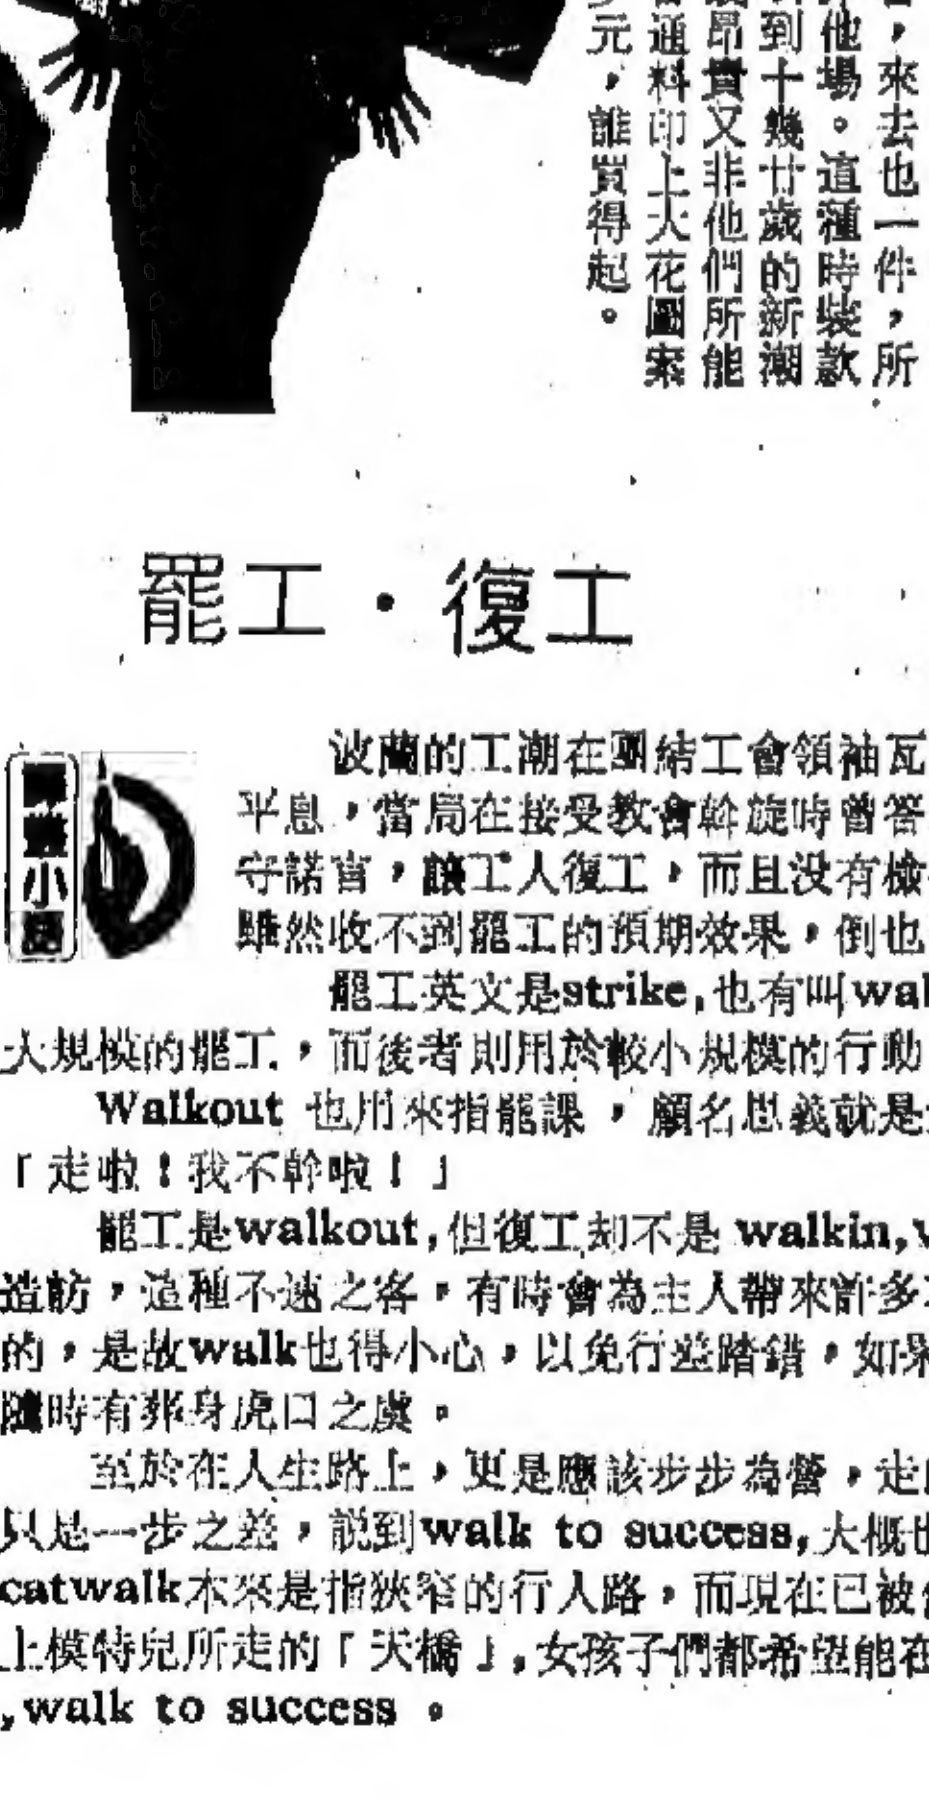 ，來去也一件，所
他場。這種時裝款
到十幾廿歲的新潮
昂貴又非他們所能
通料印上大花圖案
元，誰買得起。
罷工・復工
小
波蘭的工潮在團結工會領袖瓦
平息，當局在接受教會斡旋時曾答
守諾言，讓工人復工，而且没有檢
雖然收不到罷工的預期效果，倒也
罷工英文是strike,也有叫wal
大規模的罷工，而後者則用於較小規模的行動
Walkout 也用來指罷課，顧名思義就是
「走啦！我不幹啦！」
罷工是walkout,但復工却不是 walkin,
造訪，這種不速之客，有時會為主人帶來許多
的，是故walk也得小心，以免行差踏錯，如果
隨時有葬身虎口之虞。
至於在人生路上，更是應該步步為營，走
只是一步之差，説到walk to success,大概也
catwalk本來是指狹窄的行人路，而現在已被
上模特兒所走的「天橋」,女孩子們都希望能在
,walk to success。